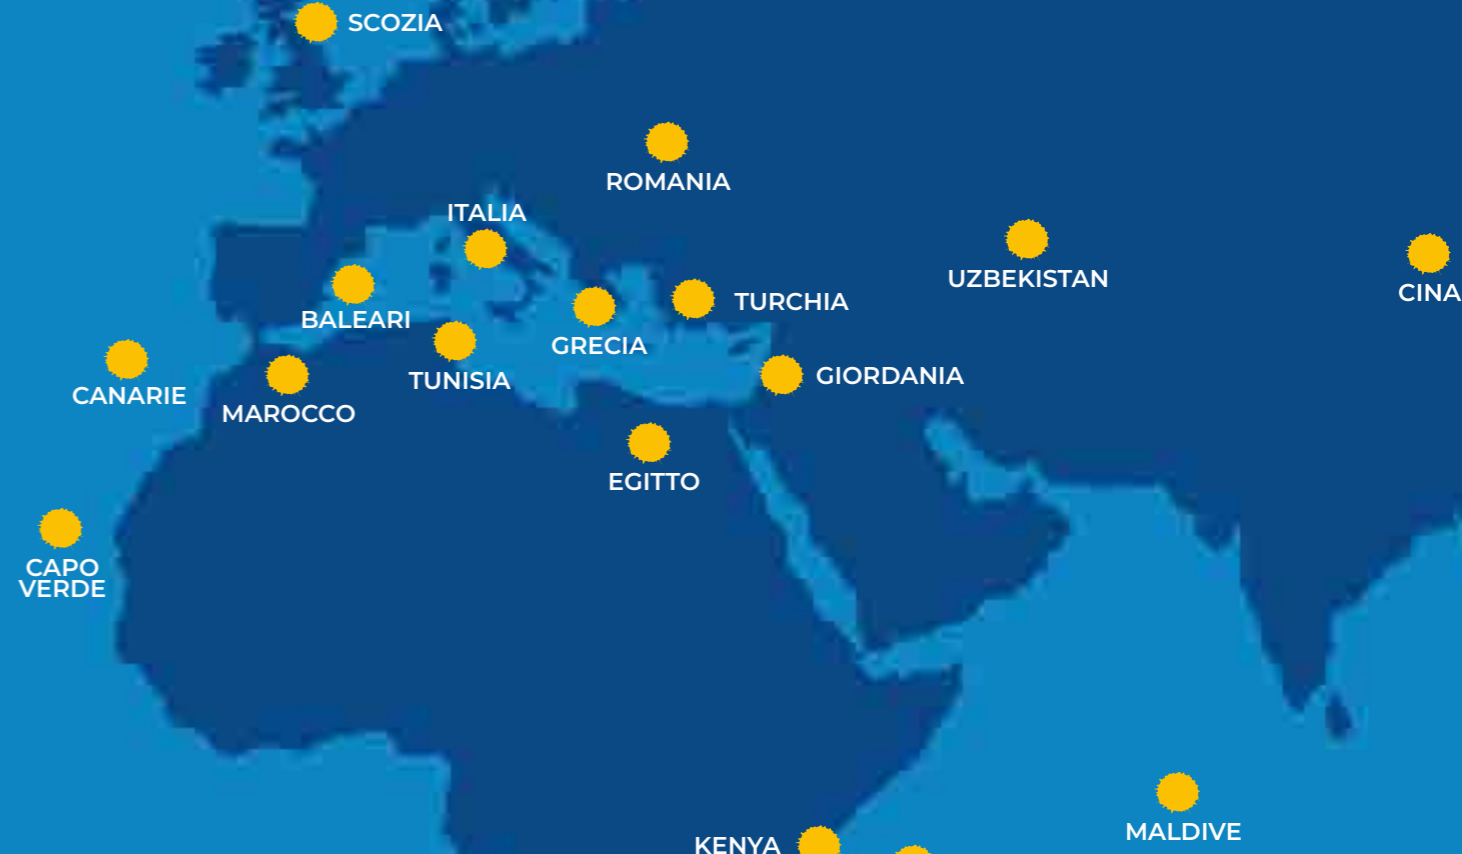 SCOZIA
ROMANIA
ITALIA
UZBEKISTAN
CINA
BALEARI
TURCHIA
GRECIA
TUNISIA
GIORDANIA
CANARIE
MAROCCO
EGITTO
CAPO
VERDE
MALDIVE
KENYA